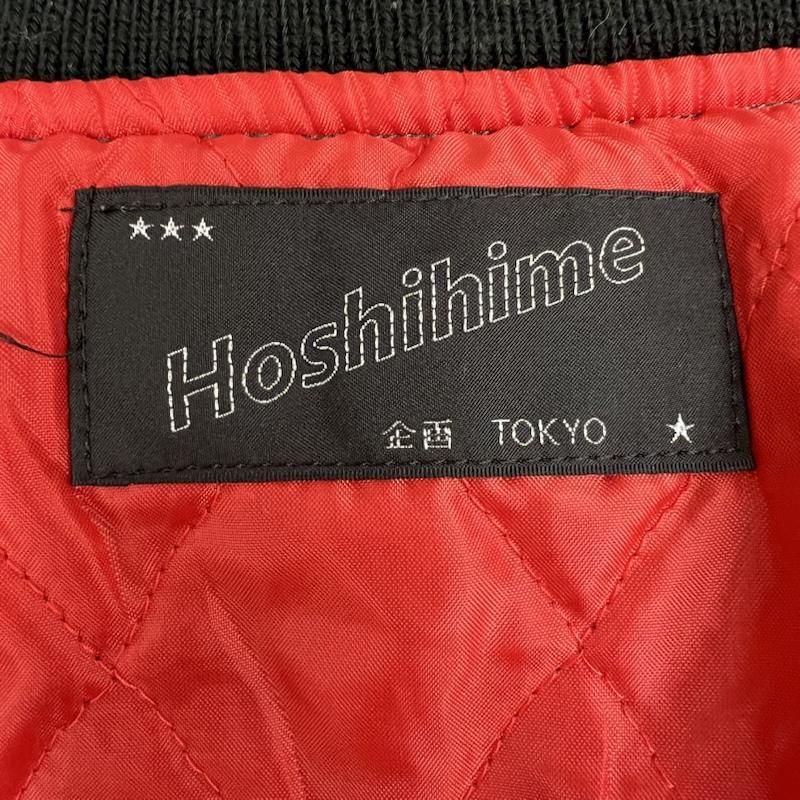 ★★★
Hoshihime
企画 TOKYO ★